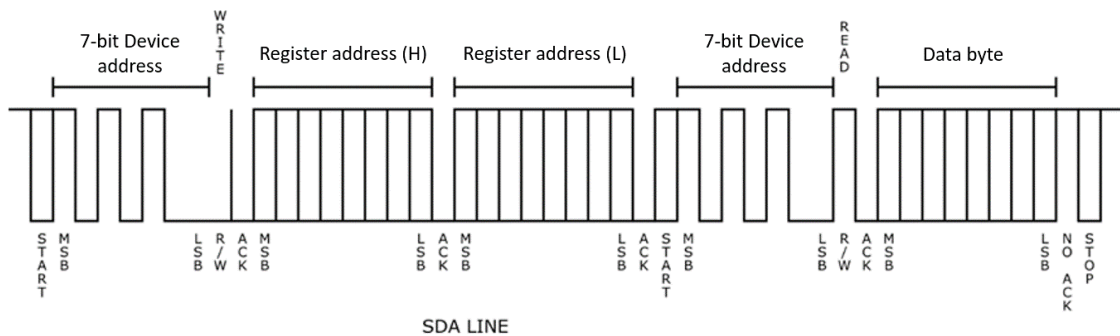 WRITE
READ
7-bit Device
address
Register address (H)
Register address (L)
7-bit Device
address
Data byte
START
MSB
LSB
R/W
ACK
MSB
LSB
ACK
MSB
LSB
ACK
START
MSB
LSB
R/W
ACK
MSB
LSB
NO ACK
STOP
SDA LINE